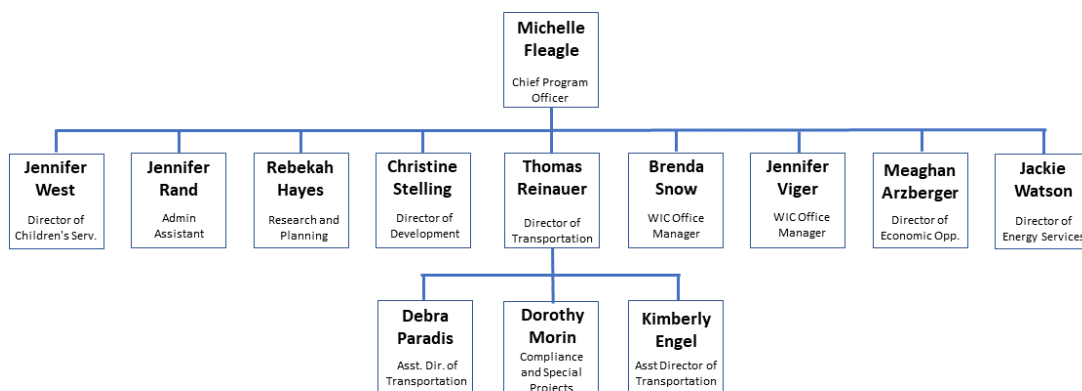 Michelle
Fleagle
Chief Program
Officer
Jennifer
West
Director of
Children's Serv.
Jennifer
Rand
Admin
Assistant
Rebekah
Hayes
Research and
Planning
Christine
Stelling
Director of
Development
Thomas
Reinauer
Director of
Transportation
Brenda
Snow
WIC Office
Manager
Jennifer
Viger
WIC Office
Manager
Meaghan
Arzberger
Director of
Economic Opp.
Jackie
Watson
Director of
Energy Services
Debra
Paradis
Asst. Dir. of
Transportation
Dorothy
Morin
Compliance
and Special
Projects
Kimberly
Engel
Asst Director of
Transportation